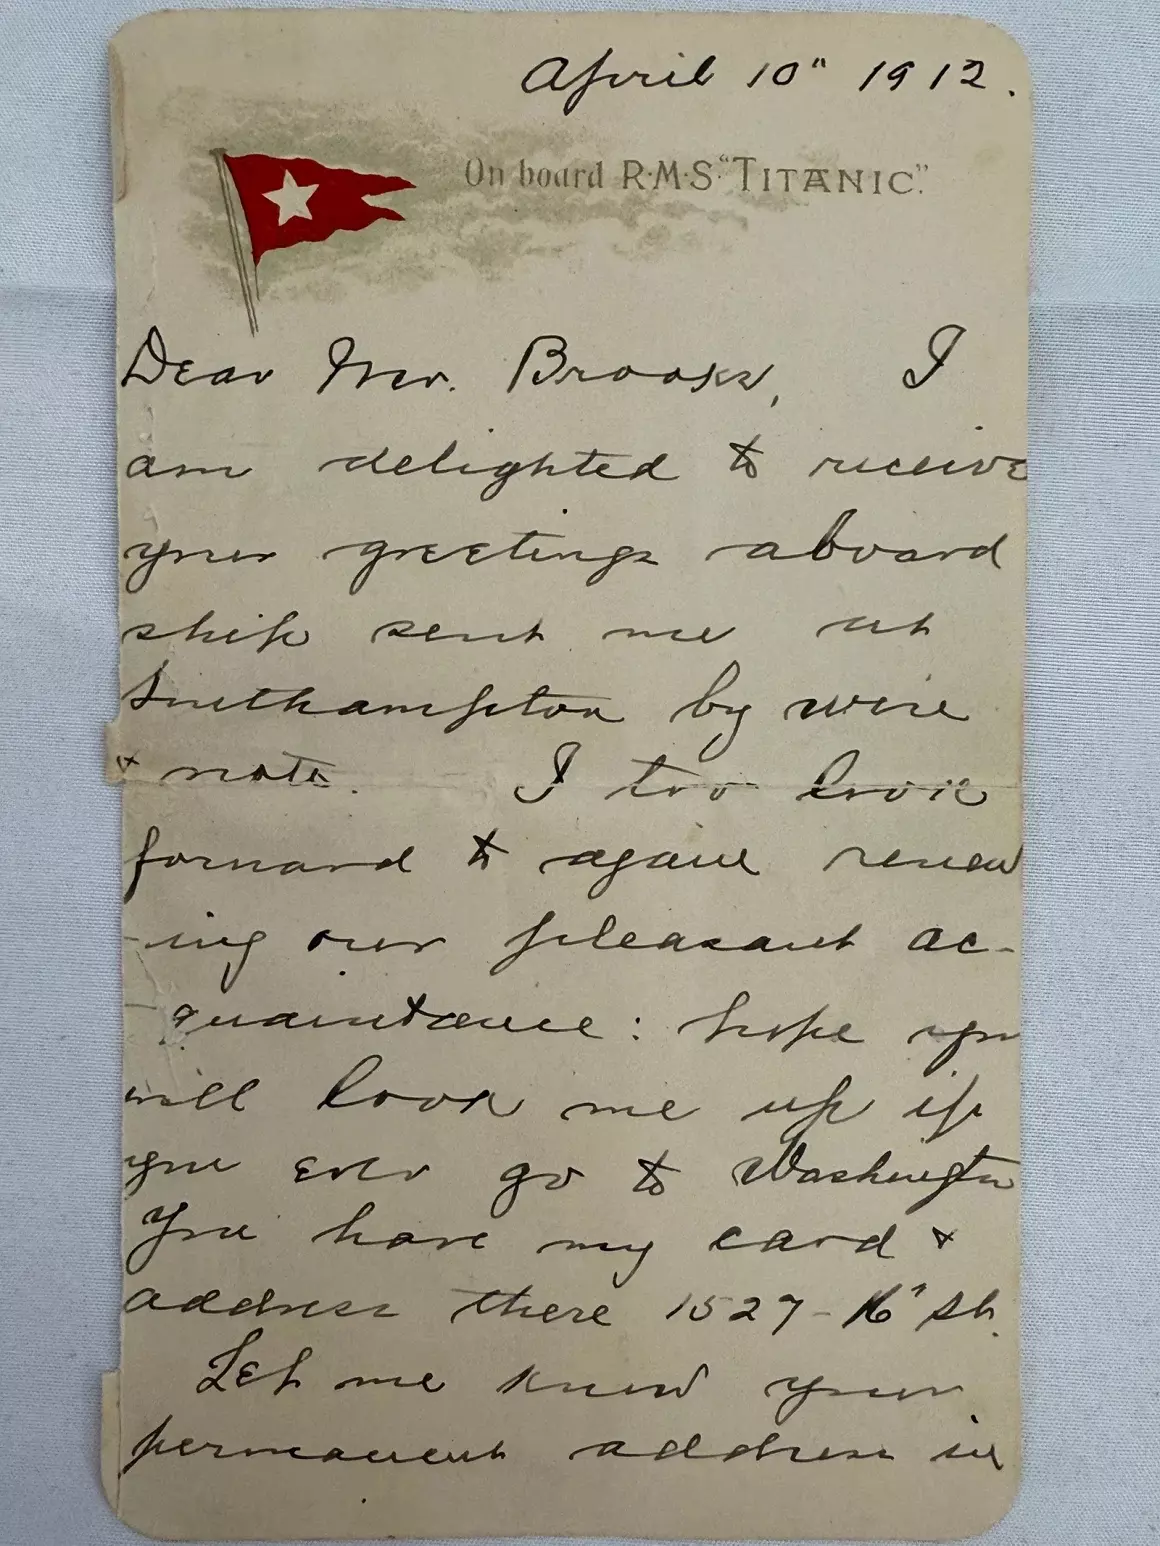 April 10" 1912.
On board R·M·S "TITANIC".
Dear Mr. Brooks, I
am delighted to receive
your greetings aboard
ship sent me at
Southampton by wire
& note. I too look
forward to again renew
-ing our pleasant ac-
quaintance: hope you
will look me up if
you ever go to Washington
You have my card &
address there 1527-16" St.
Let me know your
permanent address in